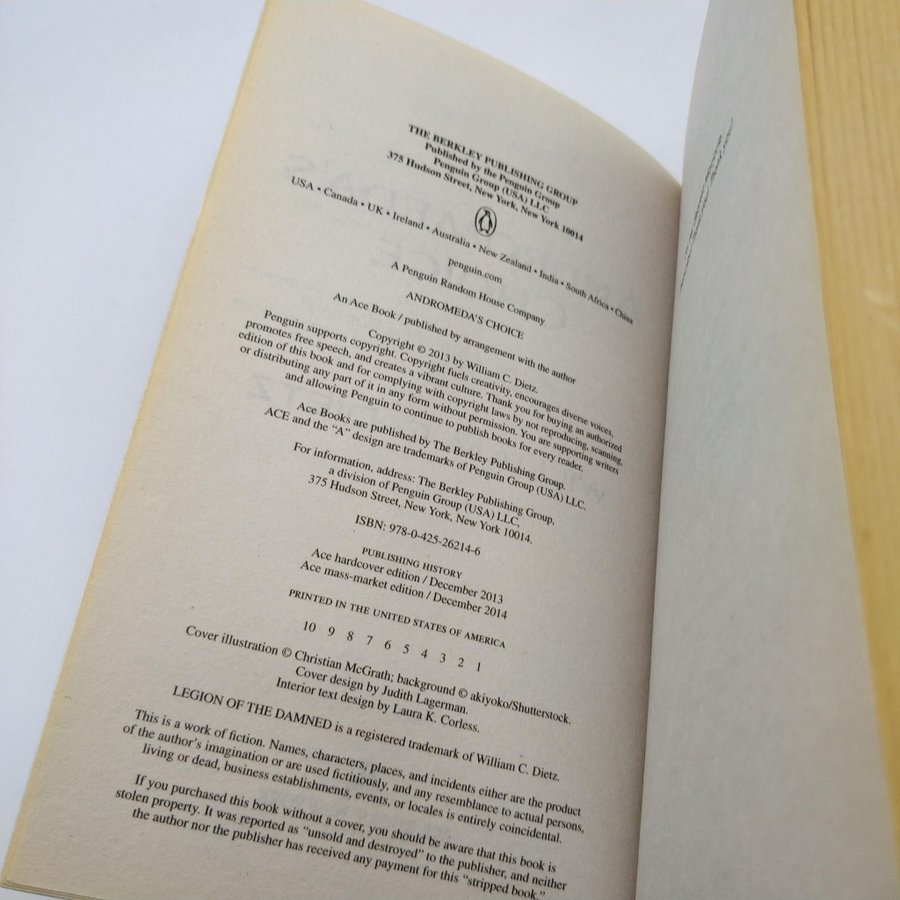 THE BERKLEY PUBLISHING GROUP
Published by the Penguin Group
Penguin Group (USA) LLC
375 Hudson Street, New York, New York 10014
USA • Canada • UK • Ireland • Australia • New Zealand • India • South Africa • China
penguin.com
A Penguin Random House Company
ANDROMEDA'S CHOICE
An Ace Book / published by arrangement with the author
Copyright © 2013 by William C. Dietz.
Penguin supports copyright. Copyright fuels creativity, encourages diverse voices,
promotes free speech, and creates a vibrant culture. Thank you for buying an authorized
edition of this book and for complying with copyright laws by not reproducing, scanning,
or distributing any part of it in any form without permission. You are supporting writers
and allowing Penguin to continue to publish books for every reader.
Ace Books are published by The Berkley Publishing Group.
ACE and the "A" design are trademarks of Penguin Group (USA) LLC.
For information, address: The Berkley Publishing Group,
a division of Penguin Group (USA) LLC,
375 Hudson Street, New York, New York 10014.
ISBN: 978-0-425-26214-6
PUBLISHING HISTORY
Ace hardcover edition / December 2013
Ace mass-market edition / December 2014
PRINTED IN THE UNITED STATES OF AMERICA
10 9 8 7 6 5 4 3 2 1
Cover illustration © Christian McGrath; background © akiyoko/Shutterstock.
Cover design by Judith Lagerman.
Interior text design by Laura K. Corless.
LEGION OF THE DAMNED is a registered trademark of William C. Dietz.
This is a work of fiction. Names, characters, places, and incidents either are the product
of the author's imagination or are used fictitiously, and any resemblance to actual persons,
living or dead, business establishments, events, or locales is entirely coincidental.
If you purchased this book without a cover, you should be aware that this book is
stolen property. It was reported as "unsold and destroyed" to the publisher, and neither
the author nor the publisher has received any payment for this "stripped book."